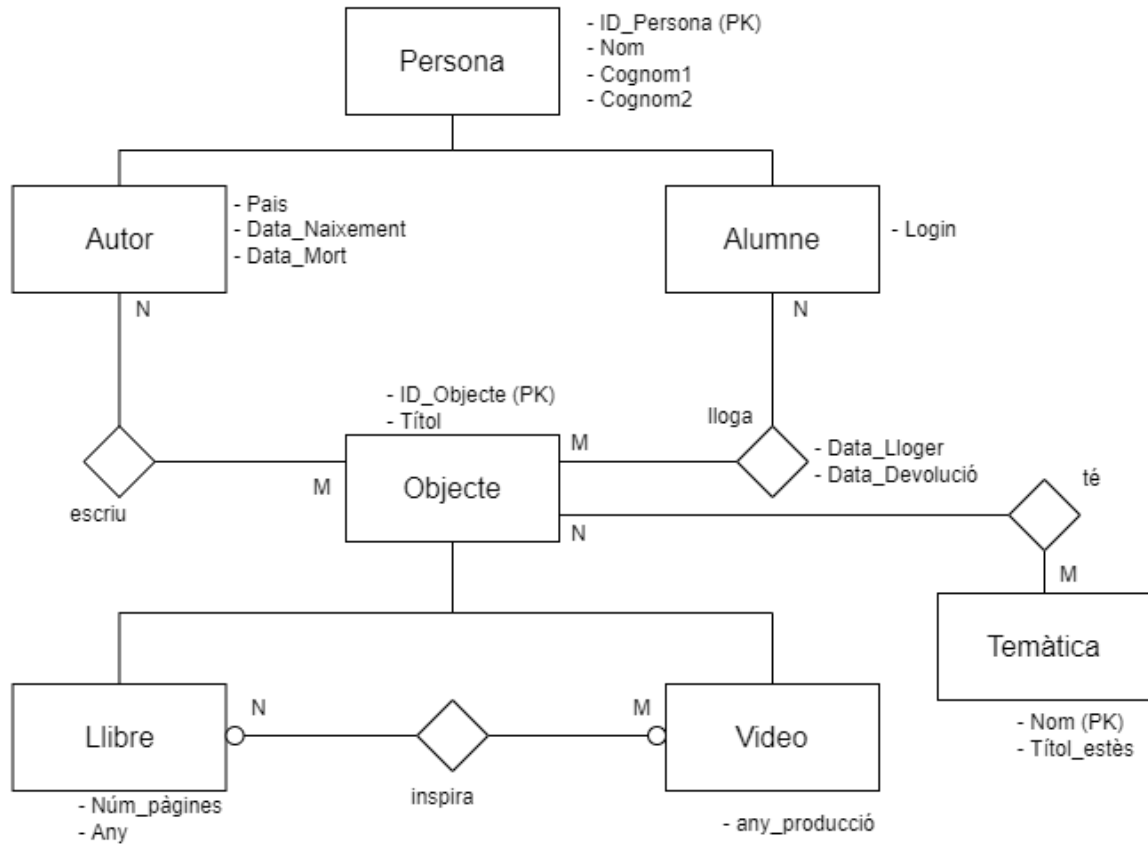 Persona
- ID_Persona (PK)
- Nom
- Cognom1
- Cognom2
Autor
- Pais
- Data_Naixement
- Data_Mort
Alumne
- Login
N
N
- ID_Objecte (PK)
- Títol
lloga
M
- Data_Lloger
- Data_Devolució
M
Objecte
té
escriu
N
M
Temàtica
- Nom (PK)
- Títol_estès
Llibre
N
M
Video
inspira
- Núm_pàgines
- Any
- any_producció